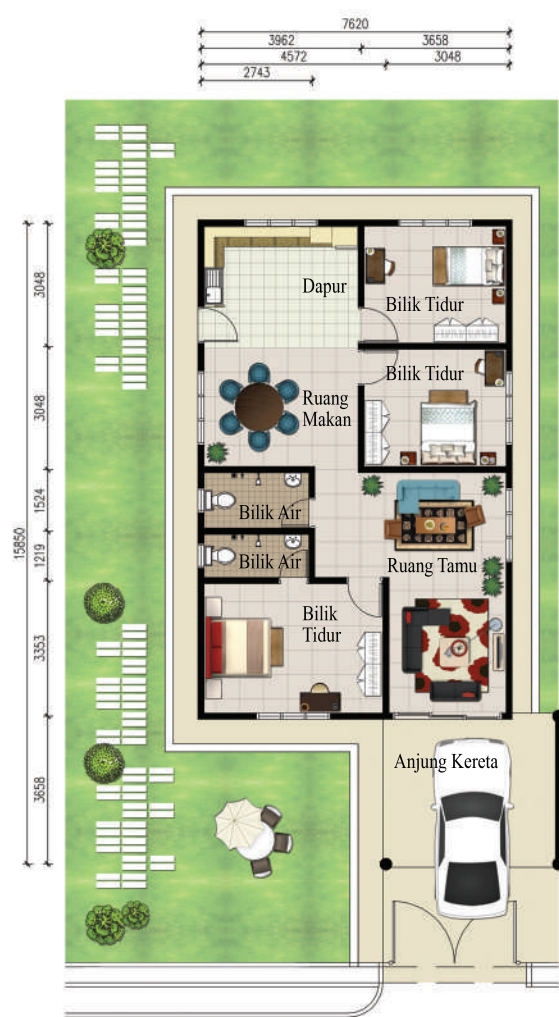 7620
3962 3658
4572 3048
2743
3048
3048
1524
1219
3353
3658
15850
Dapur
Bilik Tidur
Bilik Tidur
Ruang
Makan
Bilik Air
Bilik Air
Ruang Tamu
Bilik
Tidur
Anjung Kereta